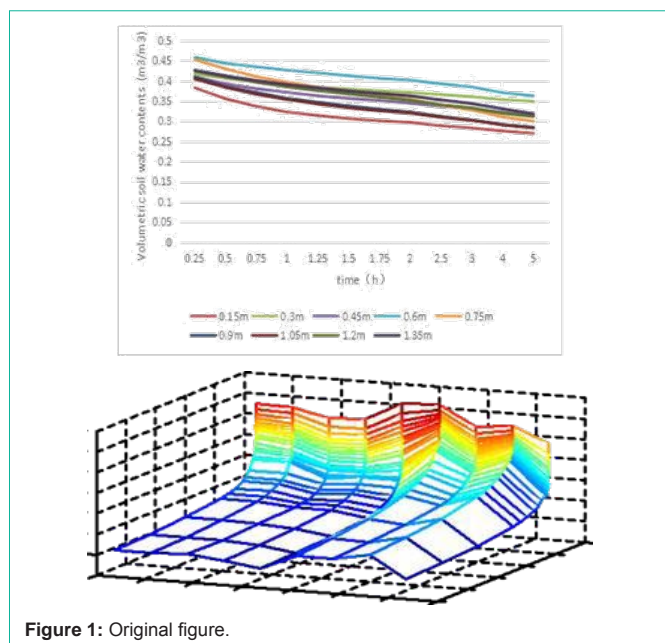 0.5
0.45
0.4
0.35
0.3
0.25
0.2
0.15
0.1
0.05
0
Volumetric soil water contents (m3/m3)
0.25 0.5 0.75 1 1.25 1.5 1.75 2 2.5 3 4 5
time (h)
0.15m 0.3m 0.45m 0.6m 0.75m
0.9m 1.05m 1.2m 1.35m
Figure 1: Original figure.